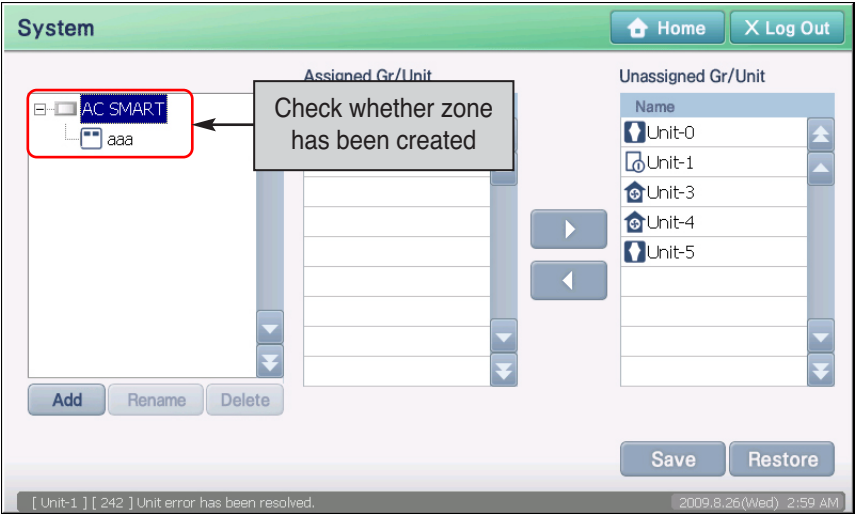 System
Home
X Log Out
Assigned Gr/Unit
Unassigned Gr/Unit
AC SMART
aaa
Check whether zone
has been created
Name
Unit-0
Unit-1
Unit-3
Unit-4
Unit-5
Add
Rename
Delete
Save
Restore
[ Unit-1 ] [ 242 ] Unit error has been resolved.
2009.8.26(Wed) 2:59 AM